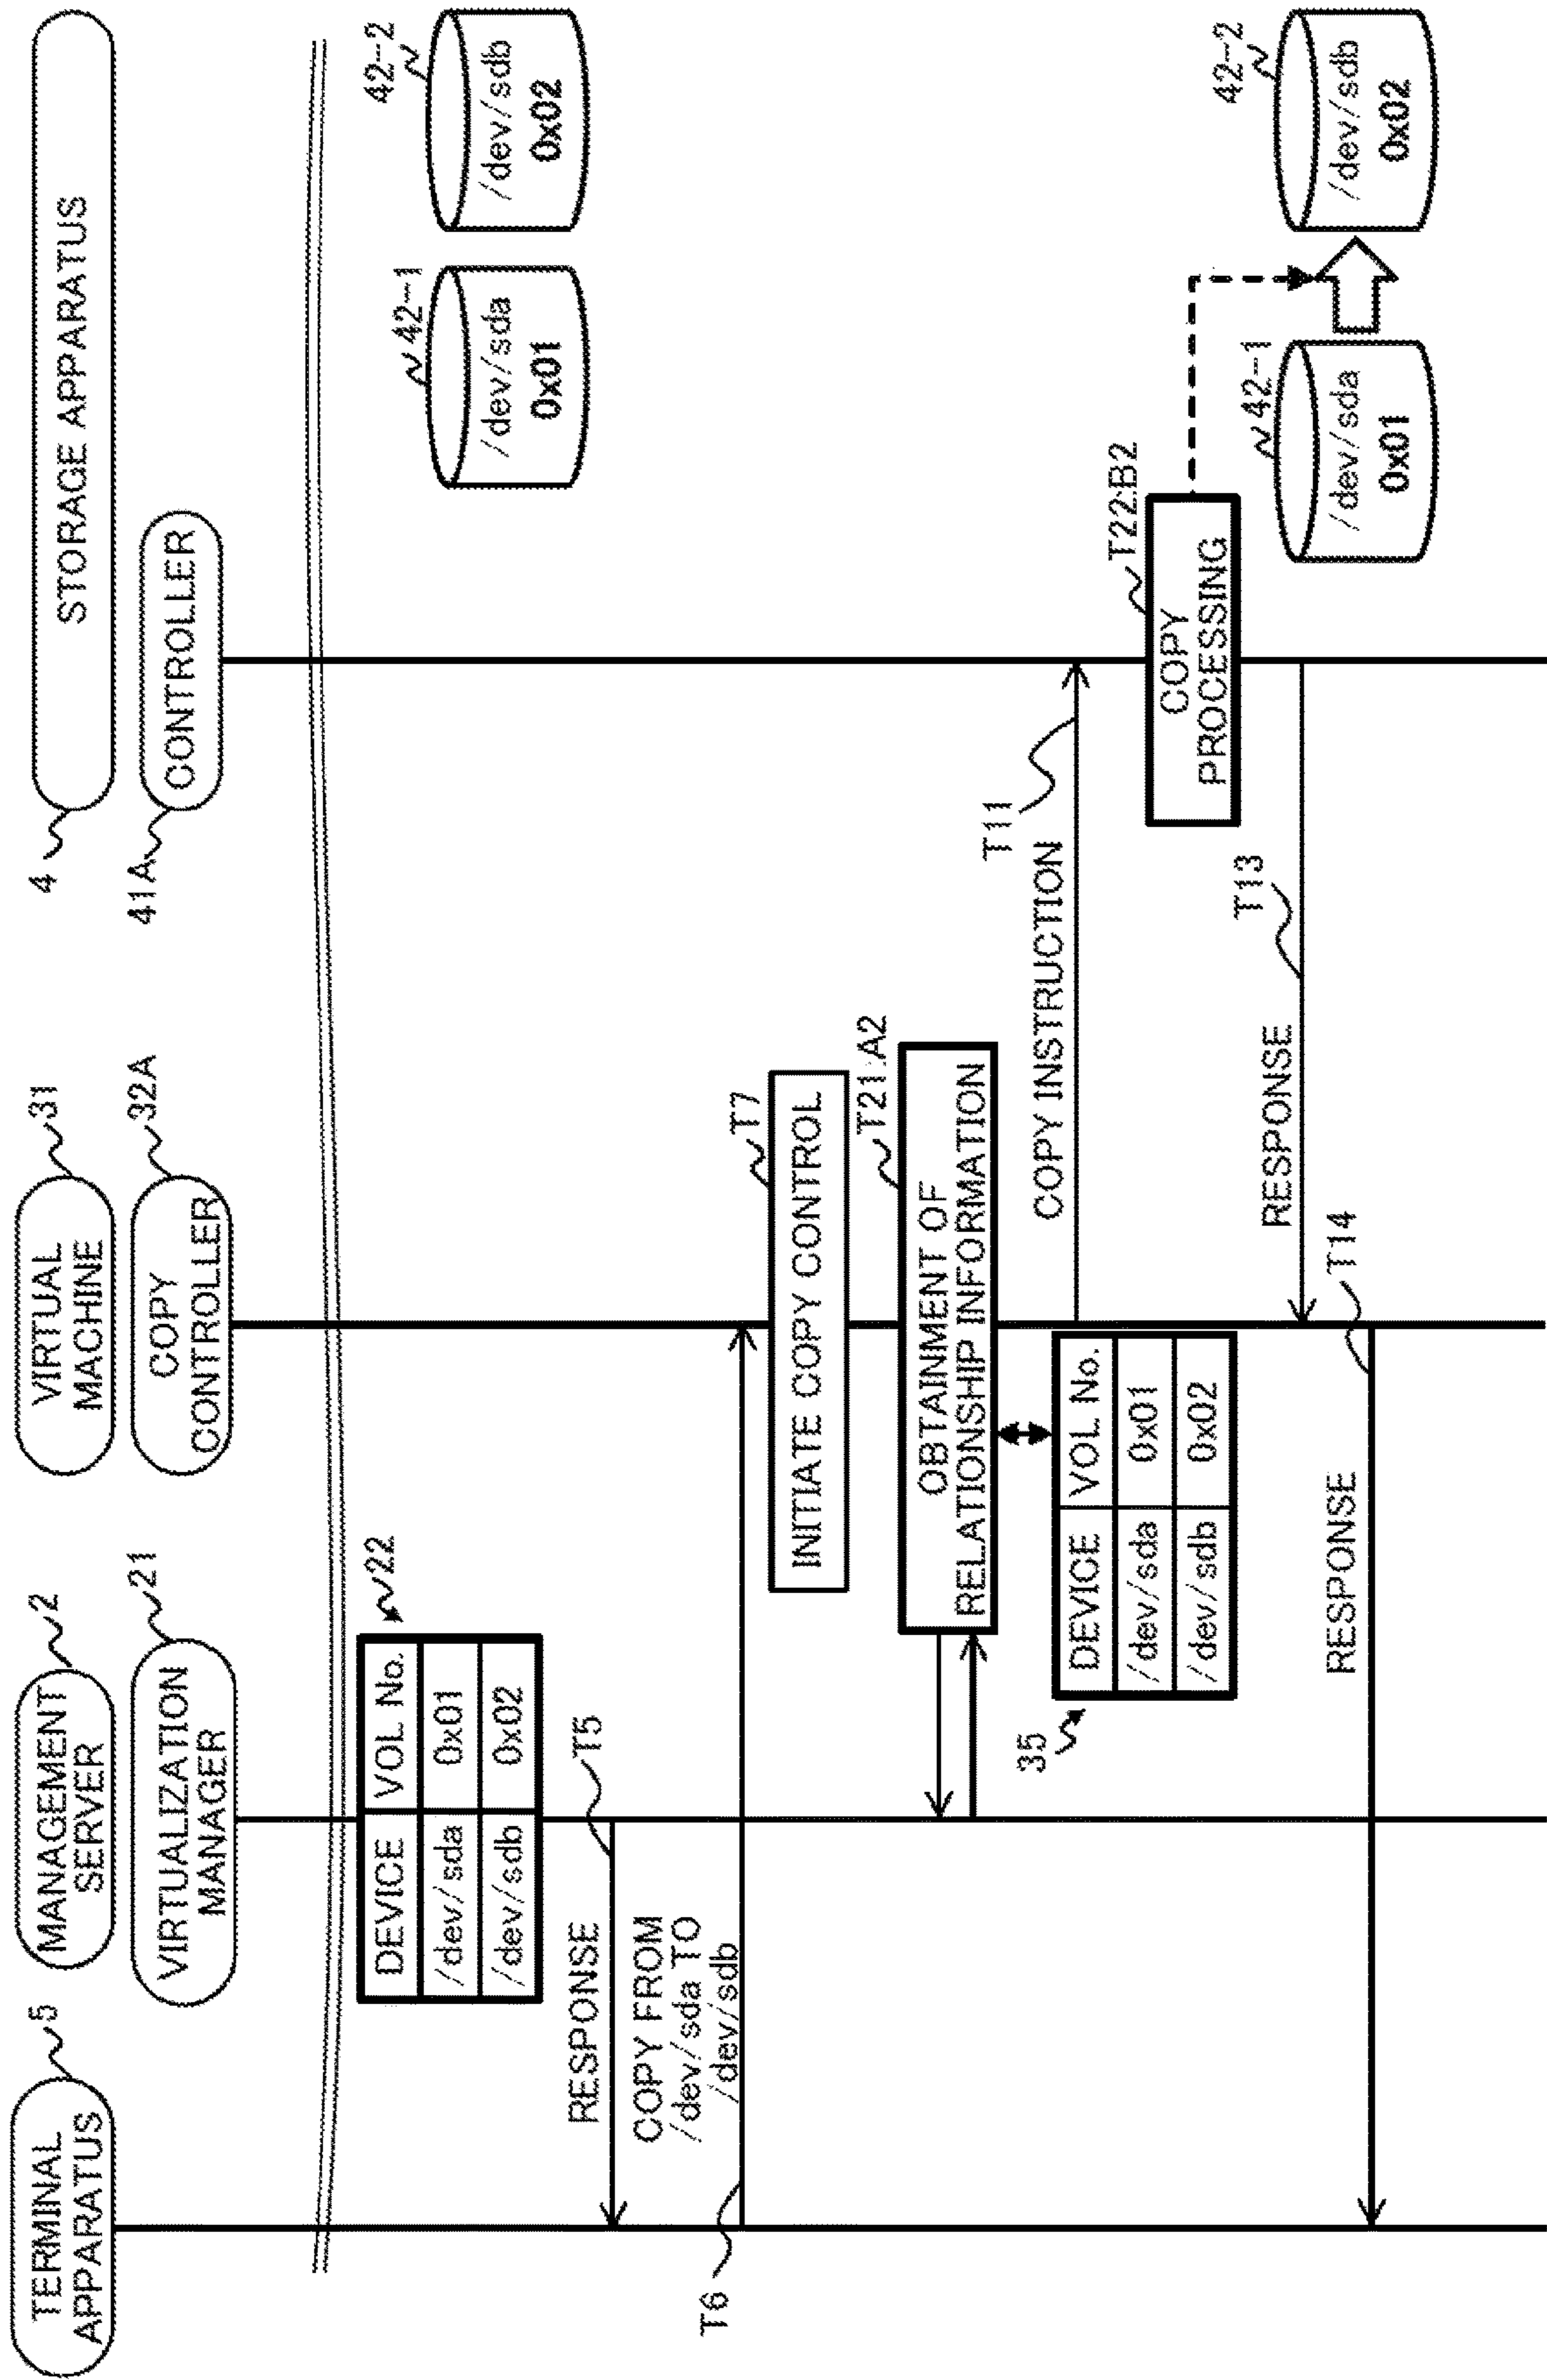 TERMINAL
APPARATUS
5
MANAGEMENT
SERVER
2
VIRTUAL
MACHINE
31
4
STORAGE APPARATUS
VIRTUALIZATION
MANAGER
21
COPY
CONTROLLER
32A
41A
CONTROLLER
DEVICE VOL No.
/dev/sda 0x01
/dev/sdb 0x02
22
42-1
/dev/sda
0x01
42-2
/dev/sdb
0x02
RESPONSE
T5
COPY FROM
/dev/sda TO
/dev/sdb
T6
T7
INITIATE COPY CONTROL
T21:A2
OBTAINMENT OF
RELATIONSHIP INFORMATION
35
DEVICE VOL No.
/dev/sda 0x01
/dev/sdb 0x02
COPY INSTRUCTION
T11
T22:B2
COPY
PROCESSING
42-1
/dev/sda
0x01
42-2
/dev/sdb
0x02
RESPONSE
T13
RESPONSE
T14